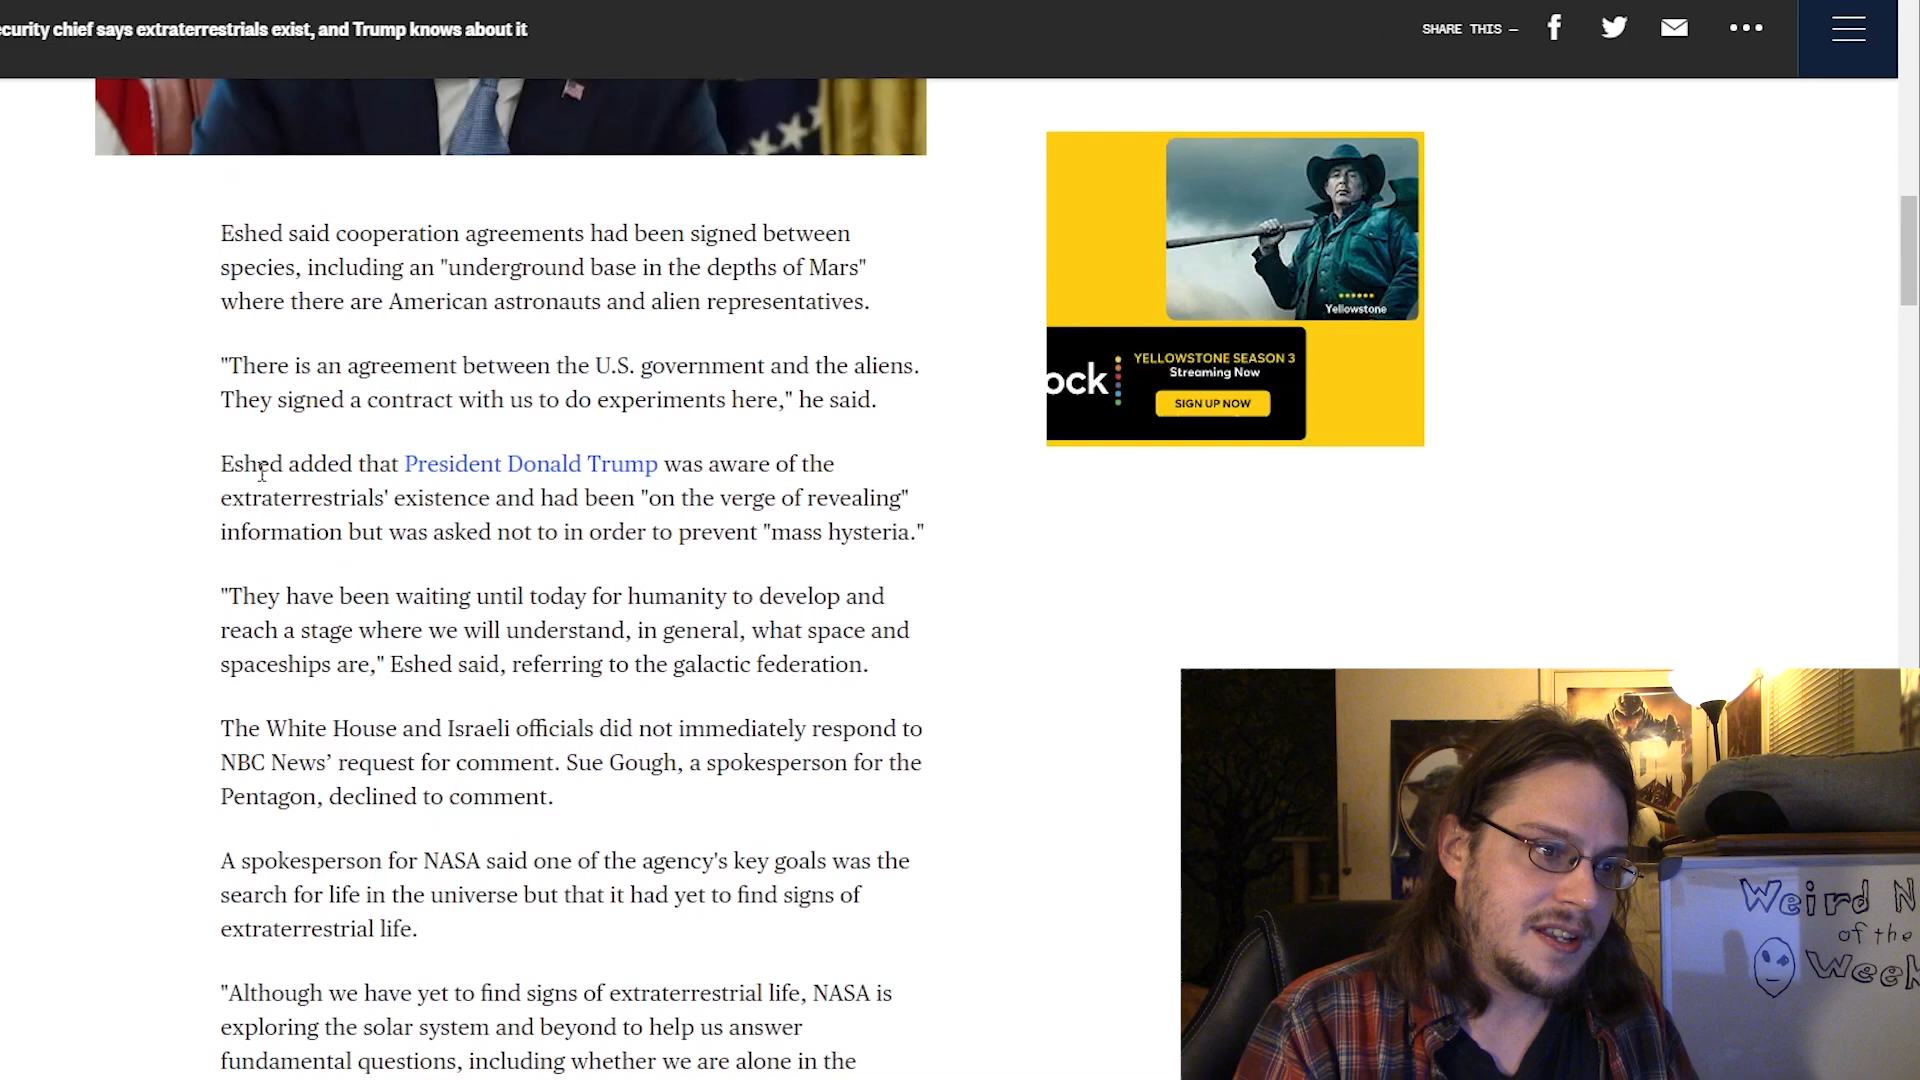 ecurity chief says extraterrestrials exist, and Trump knows about it
SHARE THIS —
Eshed said cooperation agreements had been signed between
species, including an "underground base in the depths of Mars"
where there are American astronauts and alien representatives.
"There is an agreement between the U.S. government and the aliens.
They signed a contract with us to do experiments here," he said.
Eshed added that President Donald Trump was aware of the
extraterrestrials' existence and had been "on the verge of revealing"
information but was asked not to in order to prevent "mass hysteria."
"They have been waiting until today for humanity to develop and
reach a stage where we will understand, in general, what space and
spaceships are," Eshed said, referring to the galactic federation.
The White House and Israeli officials did not immediately respond to
NBC News’ request for comment. Sue Gough, a spokesperson for the
Pentagon, declined to comment.
A spokesperson for NASA said one of the agency's key goals was the
search for life in the universe but that it had yet to find signs of
extraterrestrial life.
"Although we have yet to find signs of extraterrestrial life, NASA is
exploring the solar system and beyond to help us answer
fundamental questions, including whether we are alone in the
Yellowstone
ock
YELLOWSTONE SEASON 3
Streaming Now
SIGN UP NOW
Weird N
of the
Week